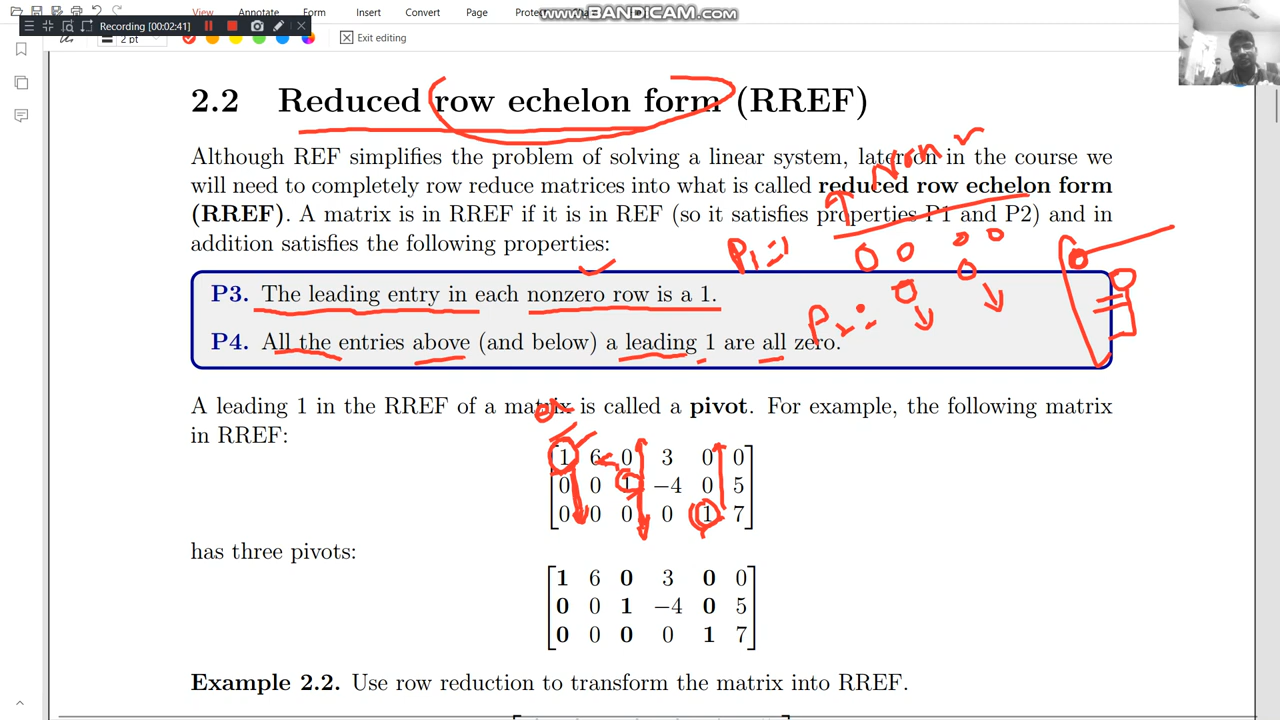 View Annotate Form Insert Convert Page Prote
www.BANDICAM.com
Recording [00:02:41]
2 pt
Exit editing
2.2 Reduced row echelon form (RREF)
Although REF simplifies the problem of solving a linear system, later on in the course we
will need to completely row reduce matrices into what is called reduced row echelon form
(RREF). A matrix is in RREF if it is in REF (so it satisfies properties P1 and P2) and in
addition satisfies the following properties:
P3. The leading entry in each nonzero row is a 1.
P4. All the entries above (and below) a leading 1 are all zero.
A leading 1 in the RREF of a matrix is called a pivot. For example, the following matrix
in RREF:
1 6 0 3 0 0
0 0 1 −4 0 5
0 0 0 0 1 7
has three pivots:
1 6 0 3 0 0
0 0 1 −4 0 5
0 0 0 0 1 7
Example 2.2. Use row reduction to transform the matrix into RREF.